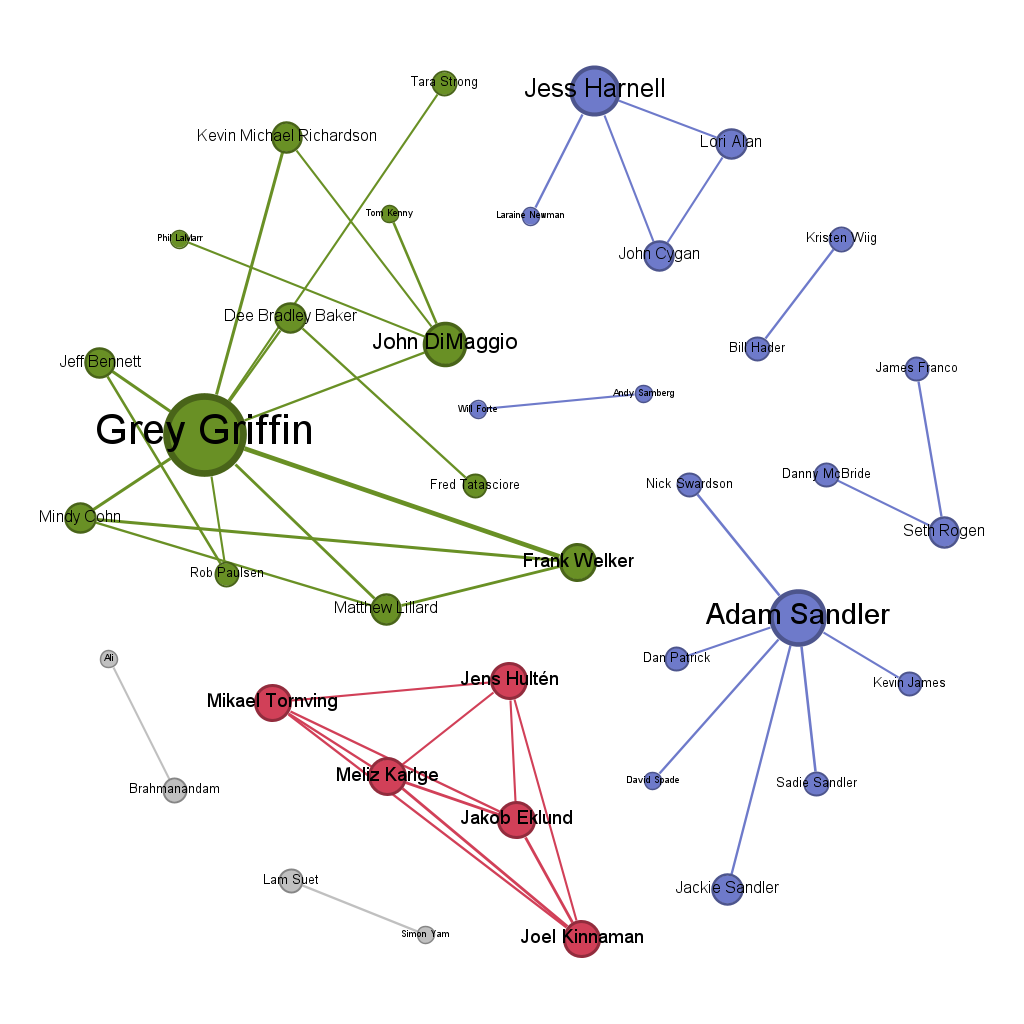 Tara Strong
Jess Harnell
Kevin Michael Richardson
Lori Alan
Tom Kenny
Laraine Newman
Phil LaMarr
Kristen Wiig
John Cygan
Dee Bradley Baker
John DiMaggio
Bill Hader
Jeff Bennett
James Franco
Andy Samberg
Will Forte
Grey Griffin
Danny McBride
Nick Swardson
Fred Tatasciore
Mindy Cohn
Seth Rogen
Frank Welker
Rob Paulsen
Matthew Lillard
Adam Sandler
Ali
Dan Patrick
Jens Hultén
Kevin James
Mikael Tornving
Meliz Karlge
David Spade
Sadie Sandler
Brahmanandam
Jakob Eklund
Lam Suet
Jackie Sandler
Simon Yam
Joel Kinnaman